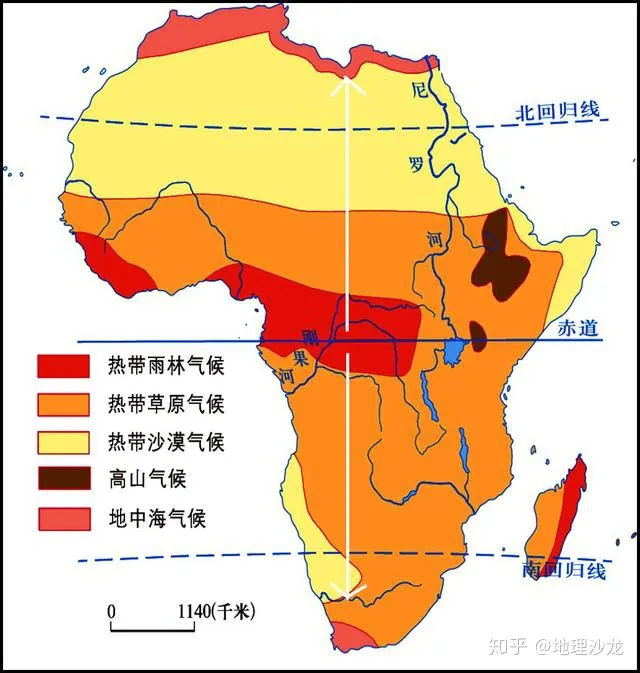 尼
罗
河
北回归线
赤道
刚
果
河
热带雨林气候
热带草原气候
热带沙漠气候
高山气候
地中海气候
南回归线
0 1140(千米)
知乎 @地理沙龙